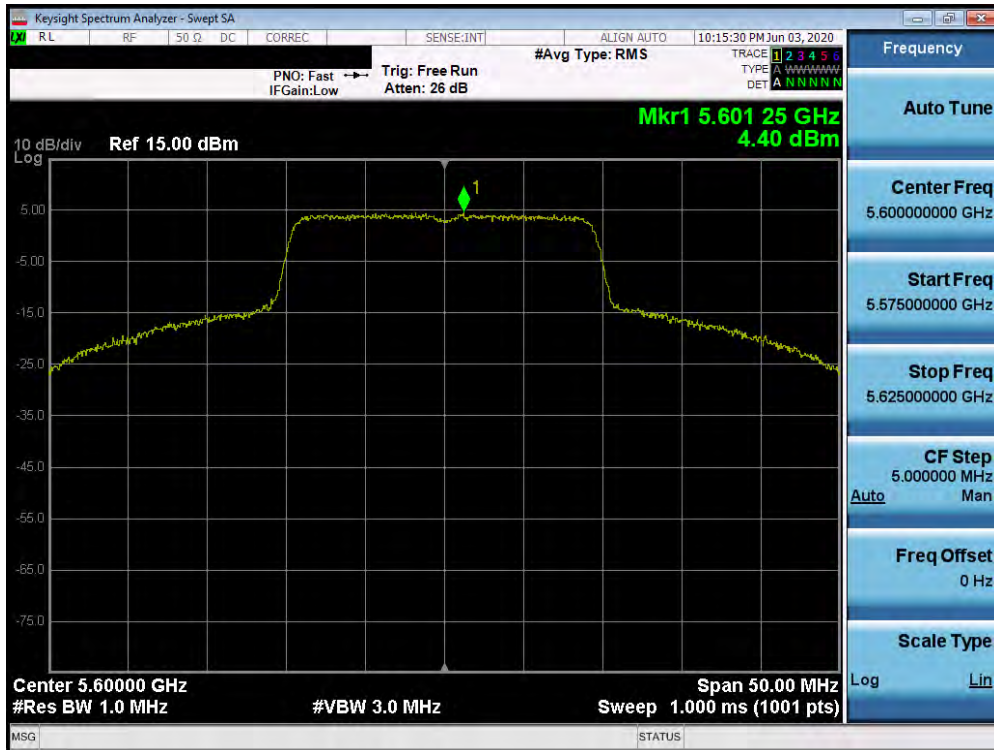 Keysight Spectrum Analyzer - Swept SA
LXI RL RF 50 Ω DC CORREC SENSE:INT ALIGN AUTO 10:15:30 PM Jun 03, 2020
#Avg Type: RMS
TRACE 1 2 3 4 5 6
TYPE A WWWWW
DET A N N N N N
PNO: Fast
IFGain:Low
Trig: Free Run
Atten: 26 dB
Mkr1 5.601 25 GHz
4.40 dBm
10 dB/div
Log
Ref 15.00 dBm
1
5.00
-5.00
-15.0
-25.0
-35.0
-45.0
-55.0
-65.0
-75.0
Center 5.60000 GHz
#Res BW 1.0 MHz
#VBW 3.0 MHz
Span 50.00 MHz
Sweep 1.000 ms (1001 pts)
MSG
STATUS
Frequency
Auto Tune
Center Freq
5.600000000 GHz
Start Freq
5.575000000 GHz
Stop Freq
5.625000000 GHz
CF Step
5.000000 MHz
Auto Man
Freq Offset
0 Hz
Scale Type
Log Lin